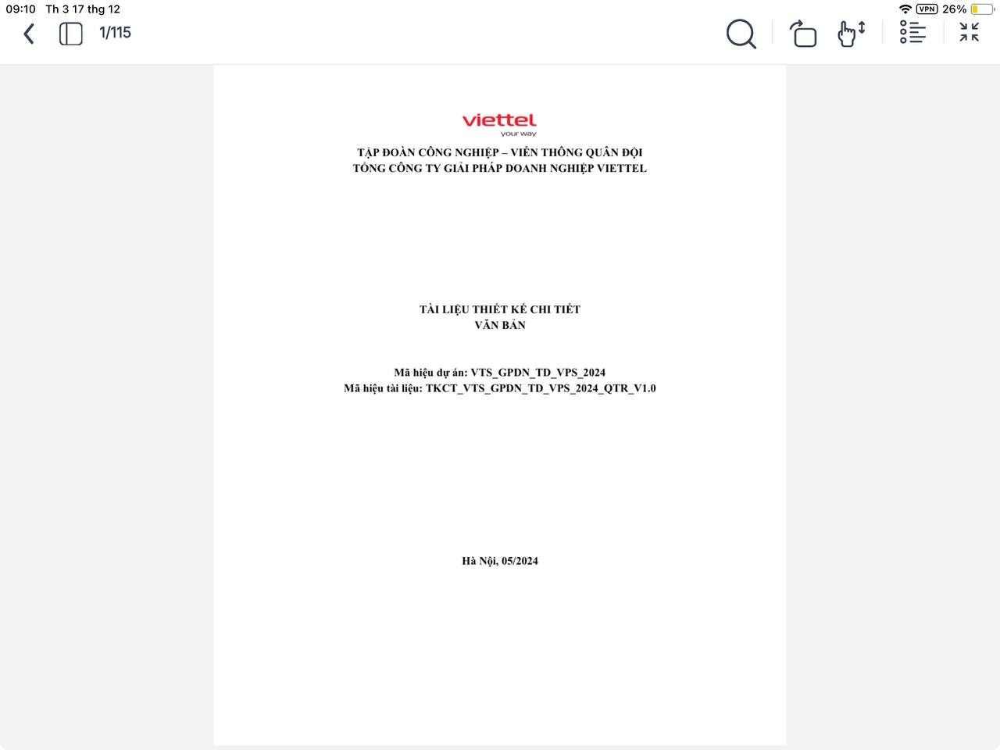 09:10 Th 3 17 thg 12
VPN 26%
1/115
viettel
your way
TẬP ĐOÀN CÔNG NGHIỆP – VIỄN THÔNG QUÂN ĐỘI
TỔNG CÔNG TY GIẢI PHÁP DOANH NGHIỆP VIETTEL
TÀI LIỆU THIẾT KẾ CHI TIẾT
VĂN BẢN
Mã hiệu dự án: VTS_GPDN_TD_VPS_2024
Mã hiệu tài liệu: TKCT_VTS_GPDN_TD_VPS_2024_QTR_V1.0
Hà Nội, 05/2024